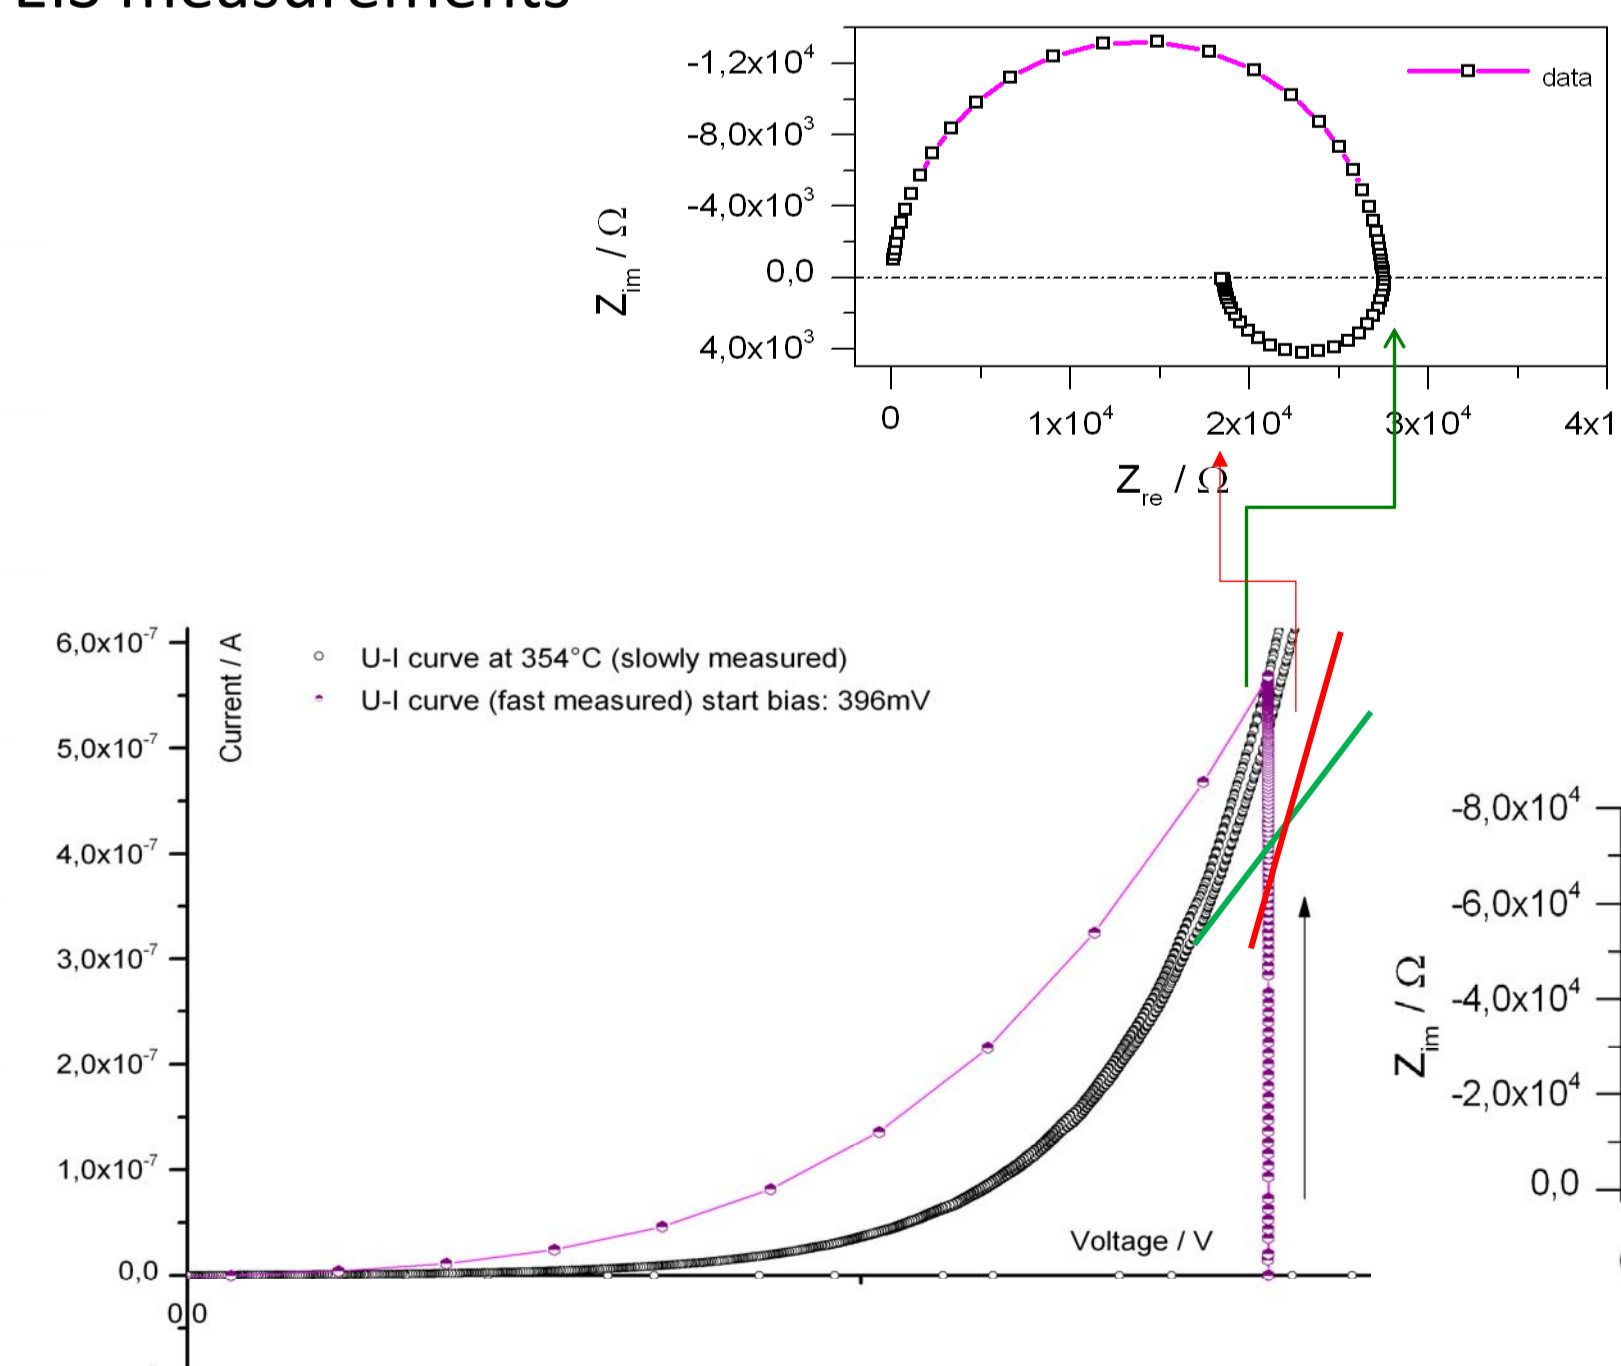 EIS measurements
-1,2x10⁴
-8,0x10³
-4,0x10³
0,0
4,0x10³
Z_im / Ω
data
0
1x10⁴
2x10⁴
3x10⁴
4x1
Z_re / Ω
6,0x10⁻⁷
5,0x10⁻⁷
4,0x10⁻⁷
3,0x10⁻⁷
2,0x10⁻⁷
1,0x10⁻⁷
0,0
Current / A
U-I curve at 354°C (slowly measured)
U-I curve (fast measured) start bias: 396mV
Voltage / V
0,0
-8,0x10⁴
-6,0x10⁴
-4,0x10⁴
-2,0x10⁴
0,0
Z_im / Ω